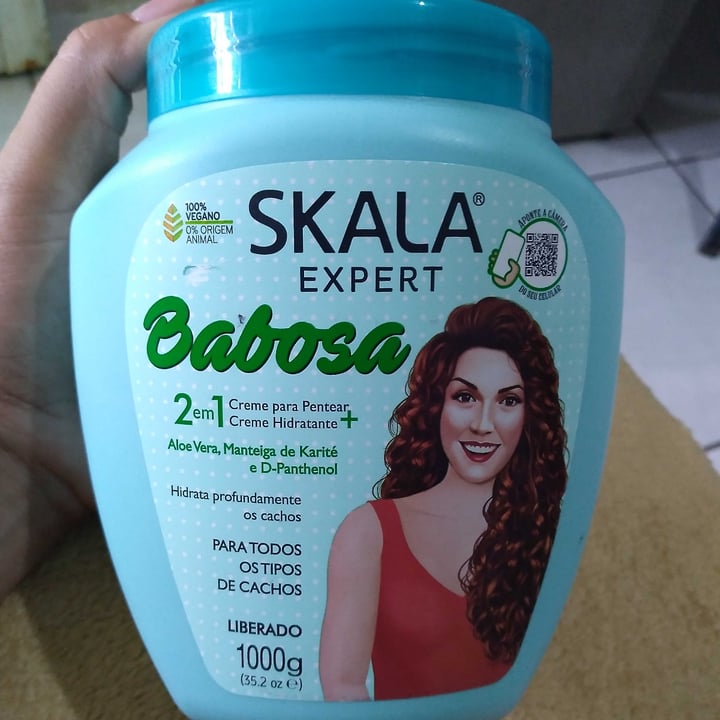 100%
VEGANO
0% ORIGEM
ANIMAL
SKALA®
EXPERT
APONTE A CÂMERA
DO SEU CELULAR
Babosa
2em1 Creme para Pentear +
Creme Hidratante
Aloe Vera, Manteiga de Karité
e D-Panthenol
Hidrata profundamente
os cachos
PARA TODOS
OS TIPOS
DE CACHOS
LIBERADO
1000g
(35.2 oz ℮)